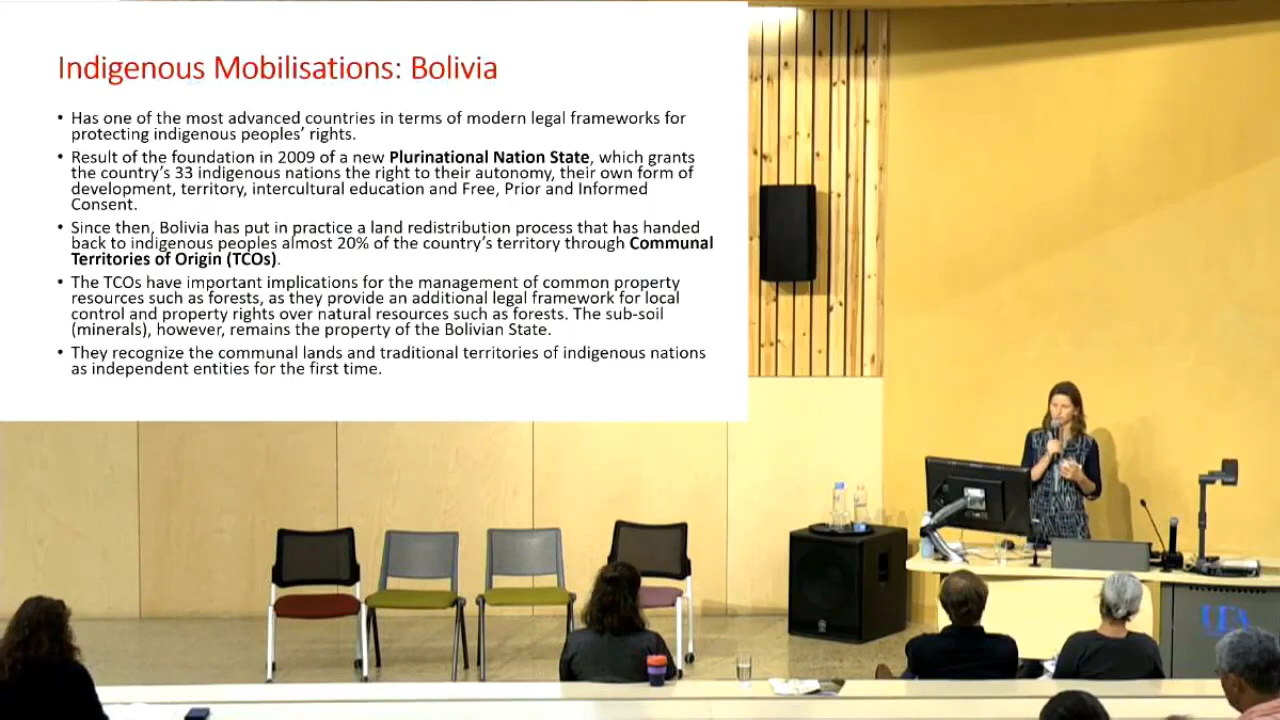 Indigenous Mobilisations: Bolivia
• Has one of the most advanced countries in terms of modern legal frameworks for
protecting indigenous peoples' rights.
• Result of the foundation in 2009 of a new Plurinational Nation State, which grants
the country's 33 indigenous nations the right to their autonomy, their own form of
development, territory, intercultural education and Free, Prior and Informed
Consent.
• Since then, Bolivia has put in practice a land redistribution process that has handed
back to indigenous peoples almost 20% of the country's territory through Communal
Territories of Origin (TCOs).
• The TCOs have important implications for the management of common property
resources such as forests, as they provide an additional legal framework for local
control and property rights over natural resources such as forests. The sub-soil
(minerals), however, remains the property of the Bolivian State.
• They recognize the communal lands and traditional territories of indigenous nations
as independent entities for the first time.
UEA